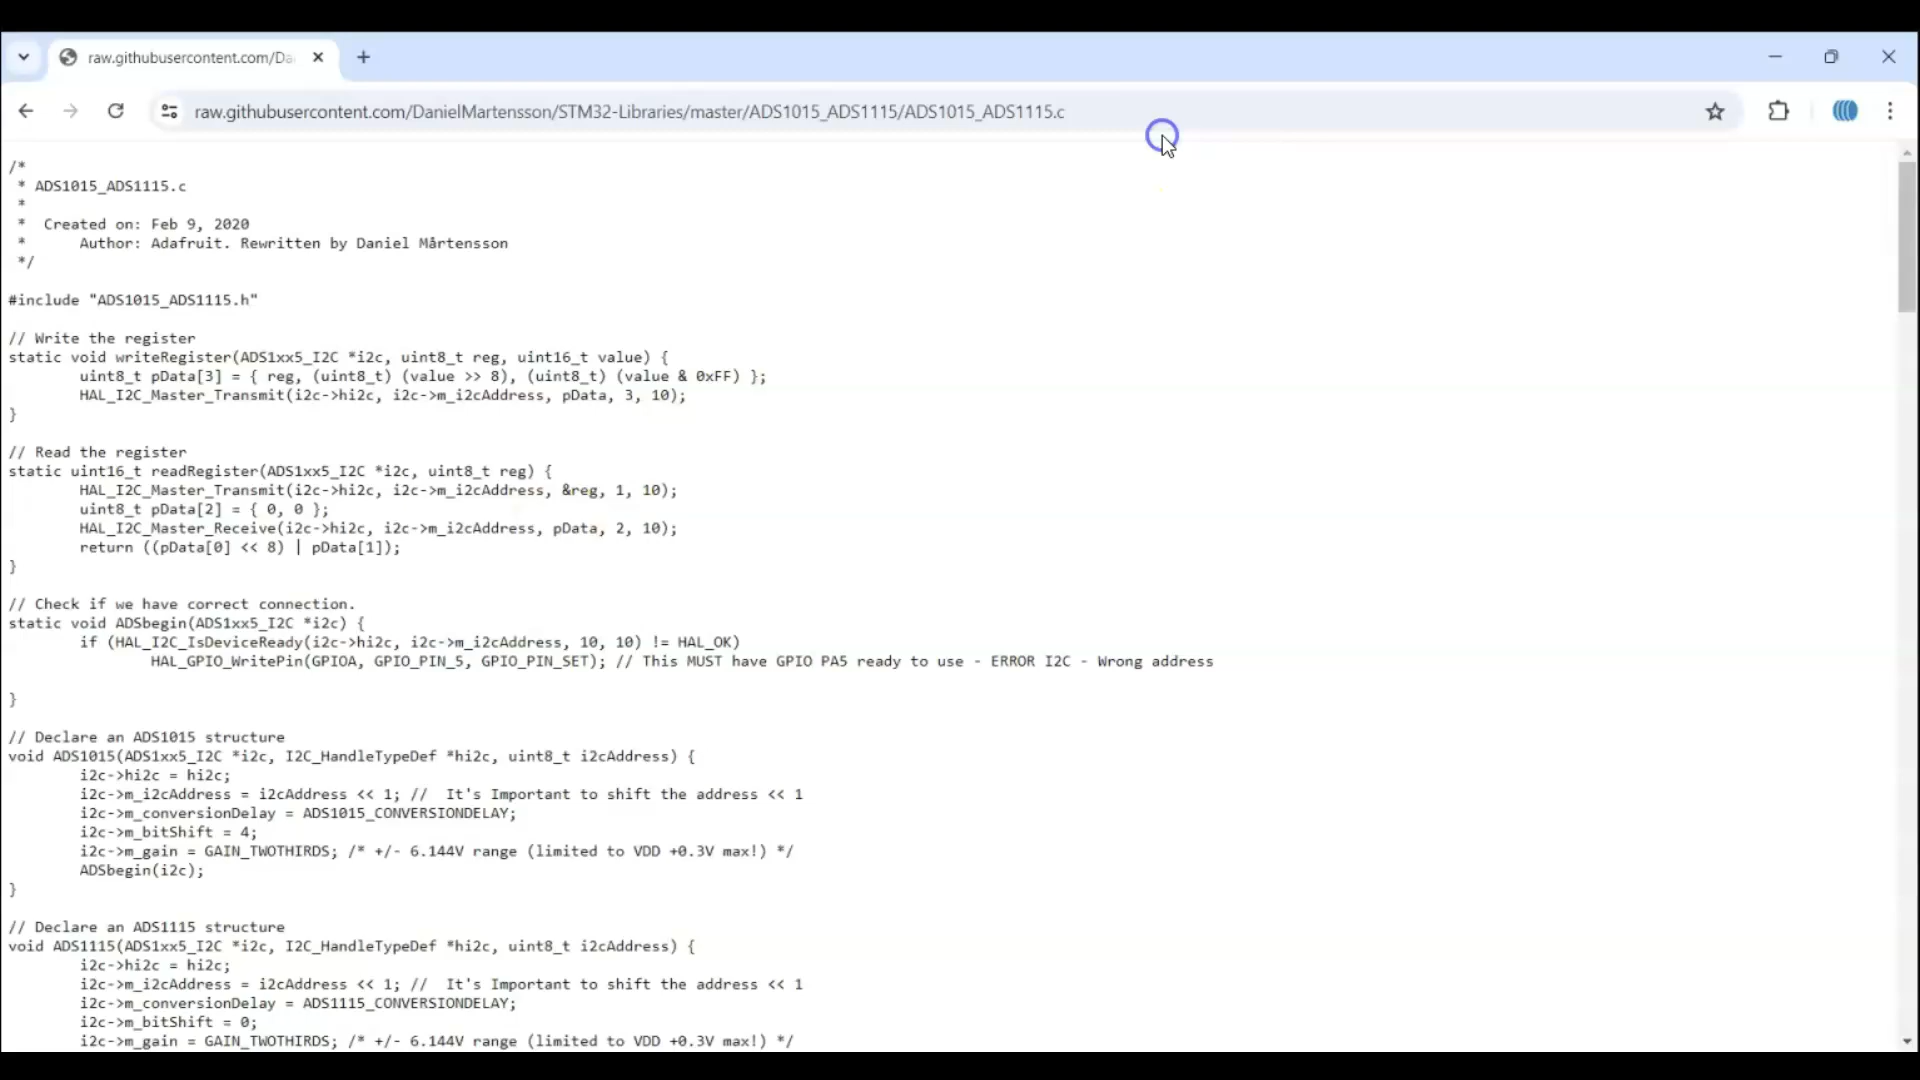 raw.githubusercontent.com/Da
raw.githubusercontent.com/DanielMartensson/STM32-Libraries/master/ADS1015_ADS1115/ADS1015_ADS1115.c
/*
 * ADS1015_ADS1115.c
 *
 *  Created on: Feb 9, 2020
 *      Author: Adafruit. Rewritten by Daniel Mårtensson
 */
#include "ADS1015_ADS1115.h"
// Write the register
static void writeRegister(ADS1xx5_I2C *i2c, uint8_t reg, uint16_t value) {
        uint8_t pData[3] = { reg, (uint8_t) (value >> 8), (uint8_t) (value & 0xFF) };
        HAL_I2C_Master_Transmit(i2c->hi2c, i2c->m_i2cAddress, pData, 3, 10);
}
// Read the register
static uint16_t readRegister(ADS1xx5_I2C *i2c, uint8_t reg) {
        HAL_I2C_Master_Transmit(i2c->hi2c, i2c->m_i2cAddress, &reg, 1, 10);
        uint8_t pData[2] = { 0, 0 };
        HAL_I2C_Master_Receive(i2c->hi2c, i2c->m_i2cAddress, pData, 2, 10);
        return ((pData[0] << 8) | pData[1]);
}
// Check if we have correct connection.
static void ADSbegin(ADS1xx5_I2C *i2c) {
        if (HAL_I2C_IsDeviceReady(i2c->hi2c, i2c->m_i2cAddress, 10, 10) != HAL_OK)
                HAL_GPIO_WritePin(GPIOA, GPIO_PIN_5, GPIO_PIN_SET); // This MUST have GPIO PA5 ready to use - ERROR I2C - Wrong address
}
// Declare an ADS1015 structure
void ADS1015(ADS1xx5_I2C *i2c, I2C_HandleTypeDef *hi2c, uint8_t i2cAddress) {
        i2c->hi2c = hi2c;
        i2c->m_i2cAddress = i2cAddress << 1; //  It's Important to shift the address << 1
        i2c->m_conversionDelay = ADS1015_CONVERSIONDELAY;
        i2c->m_bitShift = 4;
        i2c->m_gain = GAIN_TWOTHIRDS; /* +/- 6.144V range (limited to VDD +0.3V max!) */
        ADSbegin(i2c);
}
// Declare an ADS1115 structure
void ADS1115(ADS1xx5_I2C *i2c, I2C_HandleTypeDef *hi2c, uint8_t i2cAddress) {
        i2c->hi2c = hi2c;
        i2c->m_i2cAddress = i2cAddress << 1; //  It's Important to shift the address << 1
        i2c->m_conversionDelay = ADS1115_CONVERSIONDELAY;
        i2c->m_bitShift = 0;
        i2c->m_gain = GAIN_TWOTHIRDS; /* +/- 6.144V range (limited to VDD +0.3V max!) */